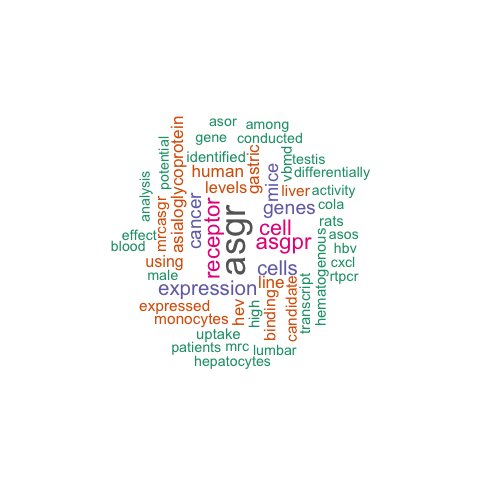 asor
among
gene
conducted
potential
asialoglycoprotein
identified
gastric
vbmd
testis
human
mice
differentially
analysis
levels
liver
activity
mrcasgr
cancer
receptor
asgr
genes
cola
cell
rats
effect
asgpr
hematogenous
asos
blood
hbv
using
cells
cxcl
male
line
rtpcr
expression
binding
candidate
transcript
expressed
hev
high
monocytes
uptake
patients
mrc
lumbar
hepatocytes